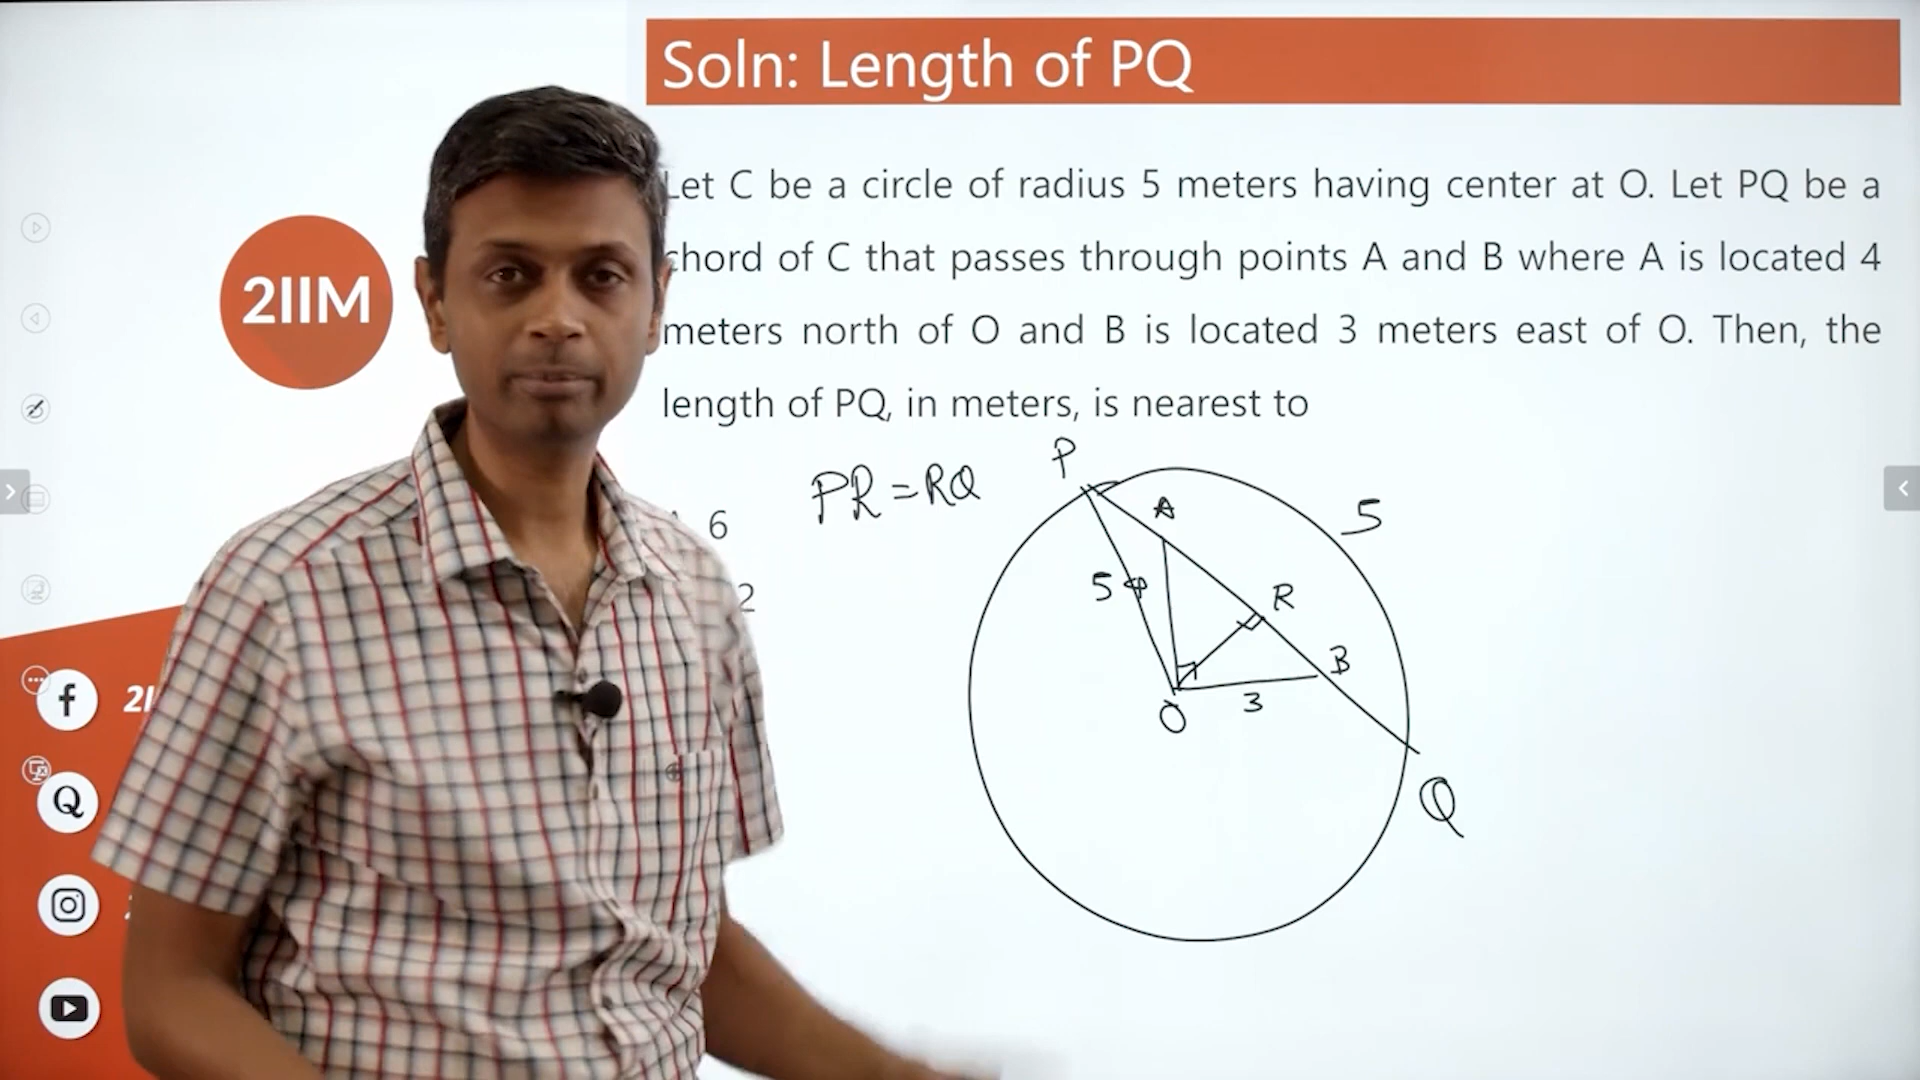 Soln: Length of PQ
Let C be a circle of radius 5 meters having center at O. Let PQ be a
chord of C that passes through points A and B where A is located 4
meters north of O and B is located 3 meters east of O. Then, the
length of PQ, in meters, is nearest to
2IIM
P
PR = RQ
A
5
6
5
R
2
B
3
O
Q
f 2I
Q